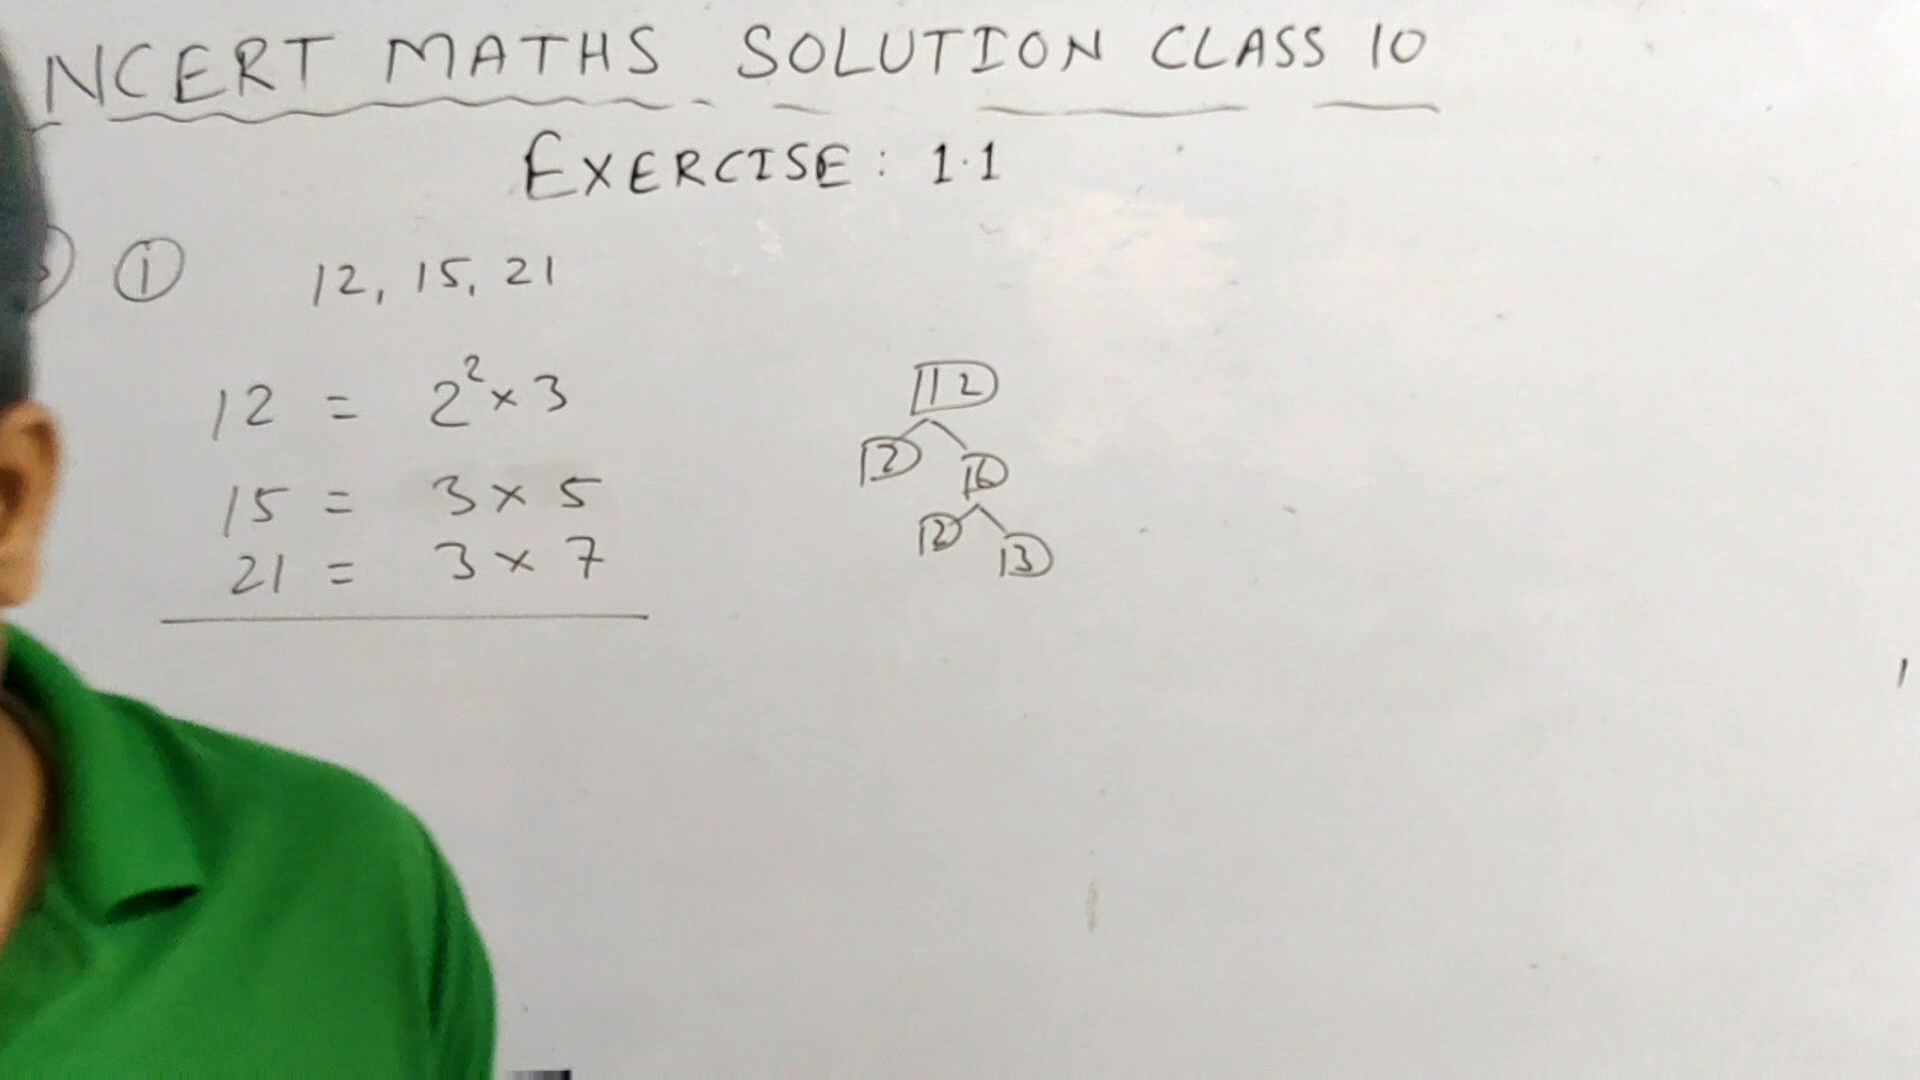 NCERT MATHS SOLUTION CLASS 10
EXERCISE: 1.1
i 12, 15, 21
12 = 2² × 3
15 = 3 × 5
21 = 3 × 7
12
2 6
2 3